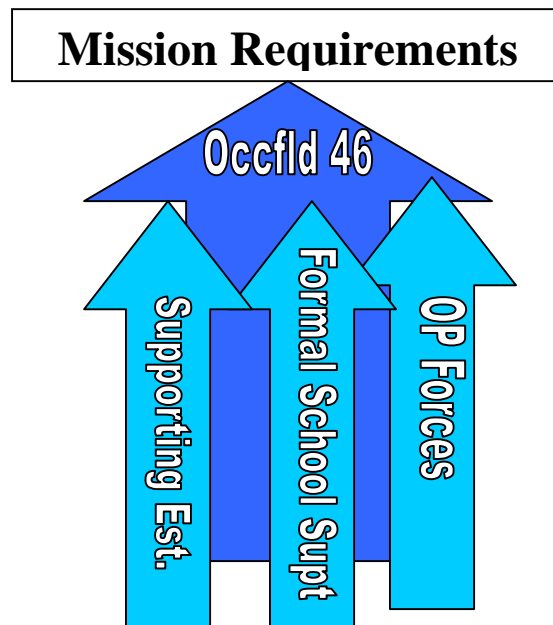 Mission Requirements
Occfld 46
Supporting Est.
Formal School Supt
OP Forces